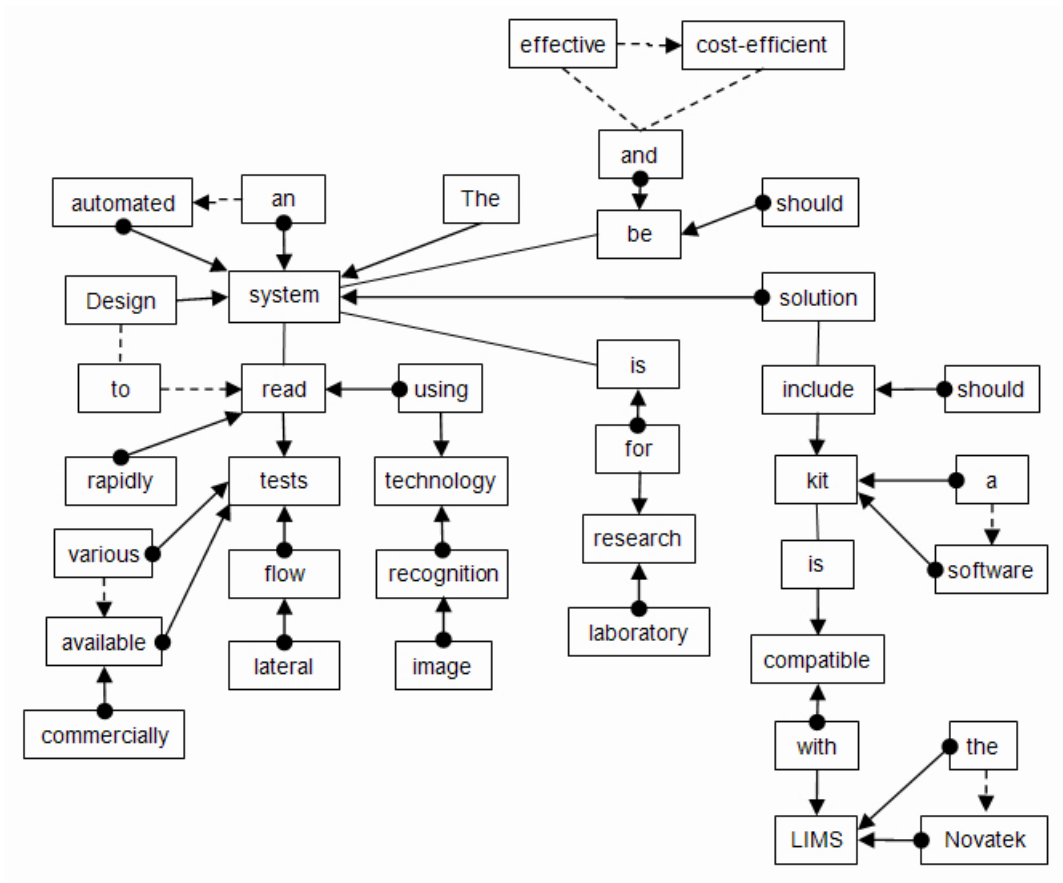 effective
cost-efficient
and
automated
an
The
should
be
Design
system
solution
to
read
using
is
include
should
rapidly
tests
technology
for
kit
a
various
flow
recognition
research
is
software
available
lateral
image
laboratory
compatible
commercially
with
the
LIMS
Novatek